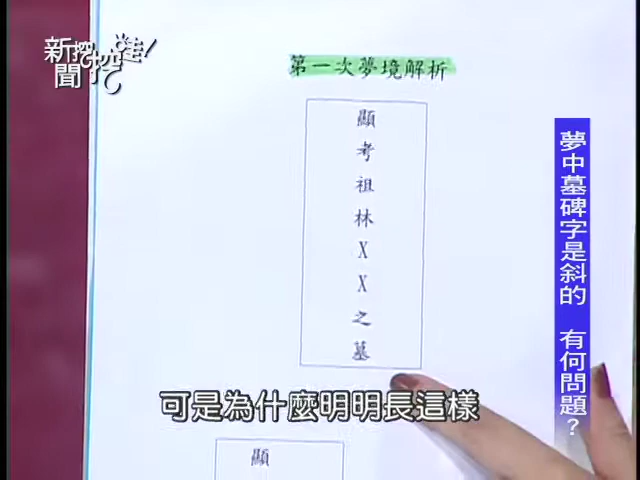 新聞挖挖哇!
第一次夢境解析
顯考祖林XX之墓
夢中墓碑字是斜的 有何問題?
可是為什麼明明長這樣
顯